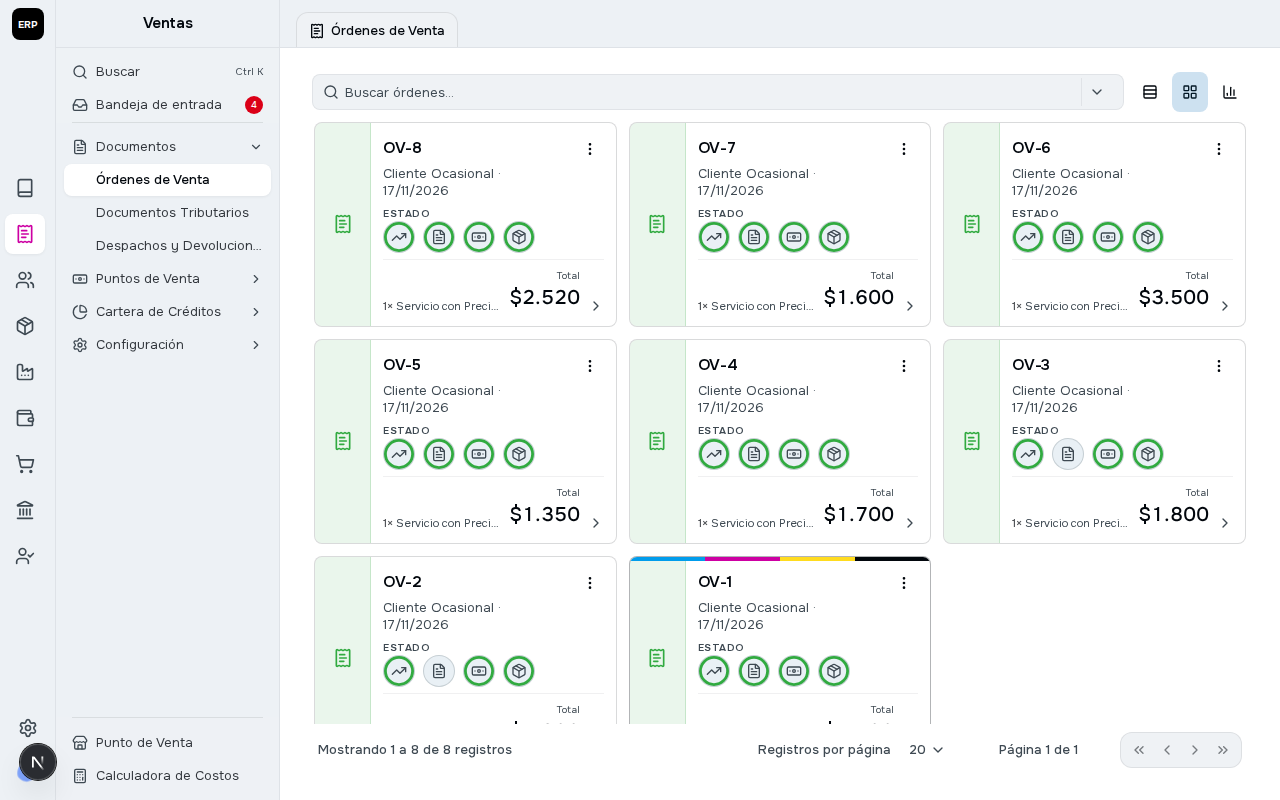 ERP
Ventas
Buscar
Ctrl K
Bandeja de entrada
4
Documentos
Órdenes de Venta
Documentos Tributarios
Despachos y Devolucion...
Puntos de Venta
Cartera de Créditos
Configuración
Punto de Venta
Calculadora de Costos
N
Órdenes de Venta
Buscar órdenes...
OV-8
Cliente Ocasional ·
17/11/2026
ESTADO
Total
1× Servicio con Preci...
$2.520
OV-7
Cliente Ocasional ·
17/11/2026
ESTADO
Total
1× Servicio con Preci...
$1.600
OV-6
Cliente Ocasional ·
17/11/2026
ESTADO
Total
1× Servicio con Preci...
$3.500
OV-5
Cliente Ocasional ·
17/11/2026
ESTADO
Total
1× Servicio con Preci...
$1.350
OV-4
Cliente Ocasional ·
17/11/2026
ESTADO
Total
1× Servicio con Preci...
$1.700
OV-3
Cliente Ocasional ·
17/11/2026
ESTADO
Total
1× Servicio con Preci...
$1.800
OV-2
Cliente Ocasional ·
17/11/2026
ESTADO
Total
OV-1
Cliente Ocasional ·
17/11/2026
ESTADO
Total
Mostrando 1 a 8 de 8 registros
Registros por página
20
Página 1 de 1